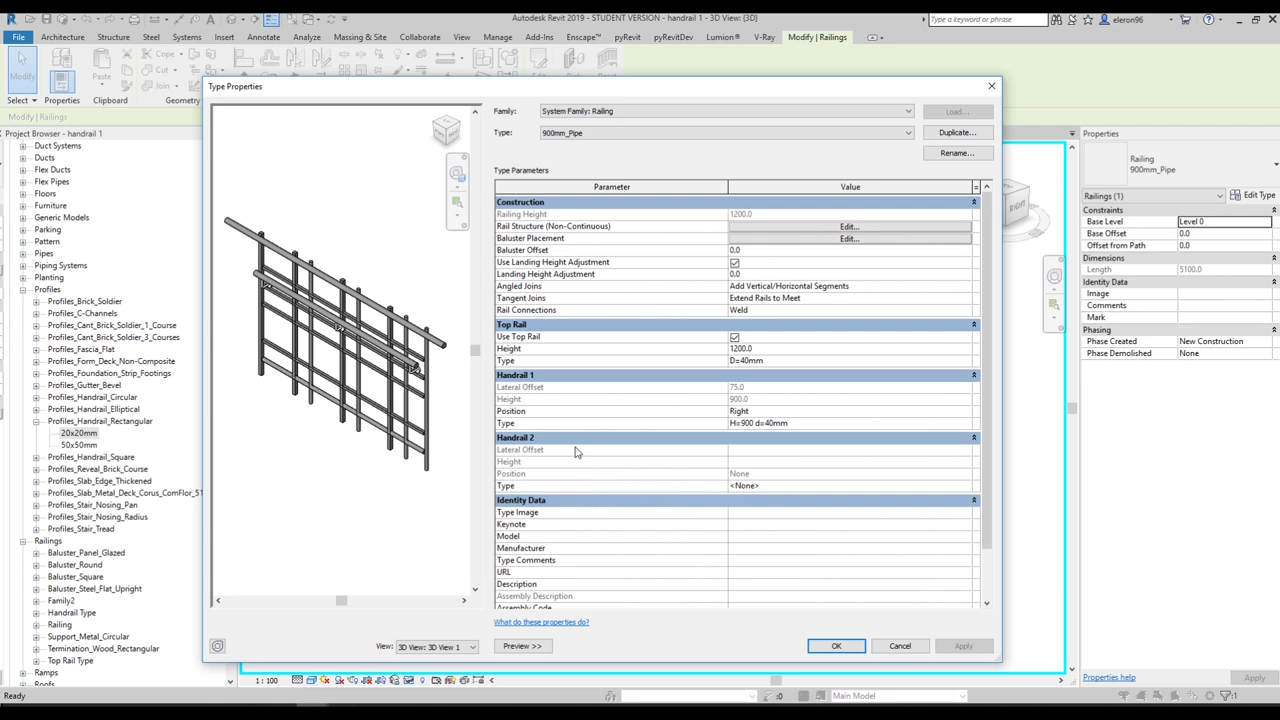 Autodesk Revit 2019 - STUDENT VERSION - handrail 1 - 3D View: {3D}
Type a keyword or phrase
eleron96
File Architecture Structure Steel Systems Insert Annotate Analyze Massing & Site Collaborate View Manage Add-Ins Enscape™ pyRevit pyRevitDev Lumion® V-Ray Modify | Railings
Modify
Paste
Cope
Cut
Join
Select Properties Clipboard Geometry
Modify | Railings
Project Browser - handrail 1
Duct Systems
Ducts
Flex Ducts
Flex Pipes
Floors
Furniture
Generic Models
Parking
Pattern
Pipes
Piping Systems
Planting
Profiles
Profiles_Brick_Soldier
Profiles_C-Channels
Profiles_Cant_Brick_Soldier_1_Course
Profiles_Cant_Brick_Soldier_3_Courses
Profiles_Fascia_Flat
Profiles_Form_Deck_Non-Composite
Profiles_Foundation_Strip_Footings
Profiles_Gutter_Bevel
Profiles_Handrail_Circular
Profiles_Handrail_Elliptical
Profiles_Handrail_Rectangular
20x20mm
50x50mm
Profiles_Handrail_Square
Profiles_Reveal_Brick_Course
Profiles_Slab_Edge_Thickened
Profiles_Slab_Metal_Deck_Corus_ComFlor_51
Profiles_Stair_Nosing_Pan
Profiles_Stair_Nosing_Radius
Profiles_Stair_Tread
Railings
Baluster_Panel_Glazed
Baluster_Round
Baluster_Square
Baluster_Steel_Flat_Upright
Family2
Handrail Type
Railing
Support_Metal_Circular
Termination_Wood_Rectangular
Top Rail Type
Ramps
Roofs
Type Properties
Family: System Family: Railing Load...
Type: 900mm_Pipe Duplicate...
Rename...
Type Parameters
Parameter Value =
Construction
Railing Height 1200.0
Rail Structure (Non-Continuous) Edit...
Baluster Placement Edit...
Baluster Offset 0.0
Use Landing Height Adjustment
Landing Height Adjustment 0.0
Angled Joins Add Vertical/Horizontal Segments
Tangent Joins Extend Rails to Meet
Rail Connections Weld
Top Rail
Use Top Rail
Height 1200.0
Type D=40mm
Handrail 1
Lateral Offset 75.0
Height 900.0
Position Right
Type H=900 d=40mm
Handrail 2
Lateral Offset
Height
Position None
Type <None>
Identity Data
Type Image
Keynote
Model
Manufacturer
Type Comments
URL
Description
Assembly Description
Assembly Code
What do these properties do?
View: 3D View: 3D View 1 Preview >> OK Cancel Apply
RIGHT
Properties
Railing
900mm_Pipe
Railings (1) Edit Type
Constraints
Base Level Level 0
Base Offset 0.0
Offset from Path 0.0
Dimensions
Length 5100.0
Identity Data
Image
Comments
Mark
Phasing
Phase Created New Construction
Phase Demolished None
Properties help Apply
1 : 100
Ready :0 Main Model :1